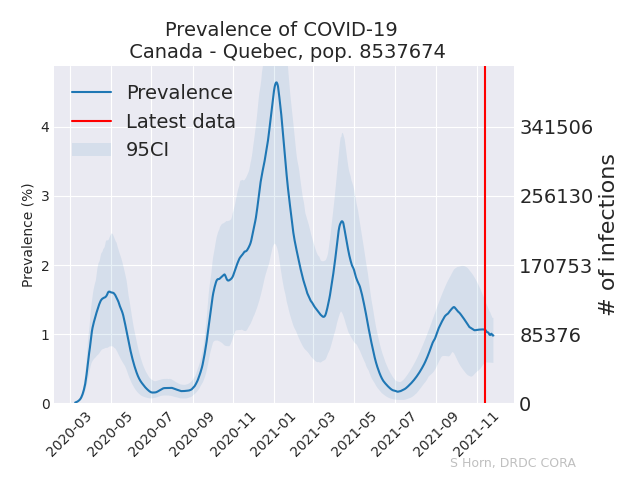 Prevalence of COVID-19
Canada - Quebec, pop. 8537674
Prevalence
Latest data
95CI
Prevalence (%)
4
3
2
1
0
341506
256130
170753
85376
0
# of infections
2020-03
2020-05
2020-07
2020-09
2020-11
2021-01
2021-03
2021-05
2021-07
2021-09
2021-11
S Horn, DRDC CORA